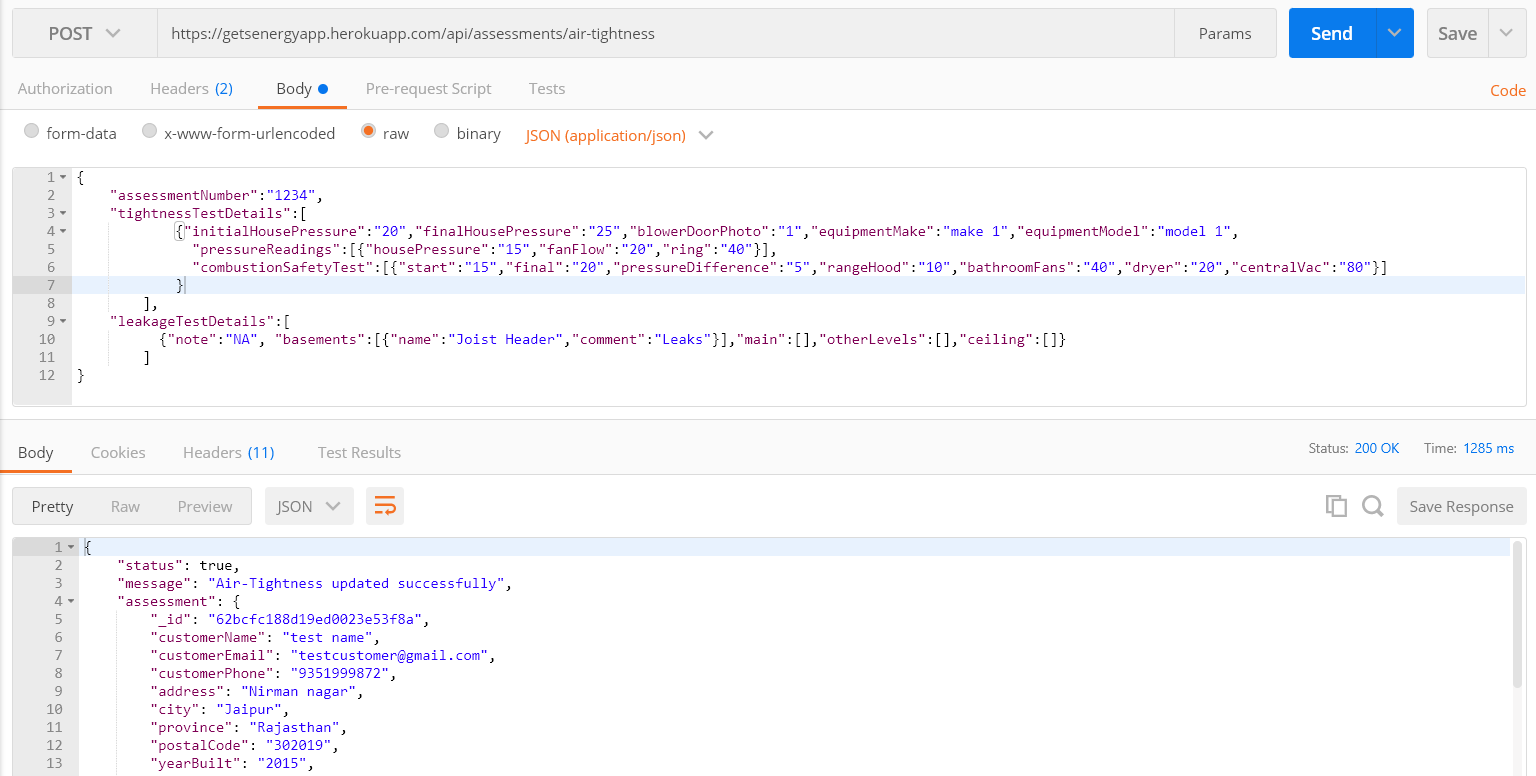 POST https://getsenergyapp.herokuapp.com/api/assessments/air-tightness Params Send Save
Authorization Headers (2) Body Pre-request Script Tests Code
form-data x-www-form-urlencoded raw binary JSON (application/json)
1 {
2 "assessmentNumber":"1234",
3 "tightnessTestDetails":[
4 {"initialHousePressure":"20","finalHousePressure":"25","blowerDoorPhoto":"1","equipmentMake":"make 1","equipmentModel":"model 1",
5 "pressureReadings":[{"housePressure":"15","fanFlow":"20","ring":"40"}],
6 "combustionSafetyTest":[{"start":"15","final":"20","pressureDifference":"5","rangeHood":"10","bathroomFans":"40","dryer":"20","centralVac":"80"}]
7 }
8 ],
9 "leakageTestDetails":[
10 {"note":"NA", "basements":[{"name":"Joist Header","comment":"Leaks"}],"main":[],"otherLevels":[],"ceiling":[]}
11 ]
12 }
Body Cookies Headers (11) Test Results Status: 200 OK Time: 1285 ms
Pretty Raw Preview JSON Save Response
1 {
2 "status": true,
3 "message": "Air-Tightness updated successfully",
4 "assessment": {
5 "_id": "62bcfc188d19ed0023e53f8a",
6 "customerName": "test name",
7 "customerEmail": "testcustomer@gmail.com",
8 "customerPhone": "9351999872",
9 "address": "Nirman nagar",
10 "city": "Jaipur",
11 "province": "Rajasthan",
12 "postalCode": "302019",
13 "yearBuilt": "2015",